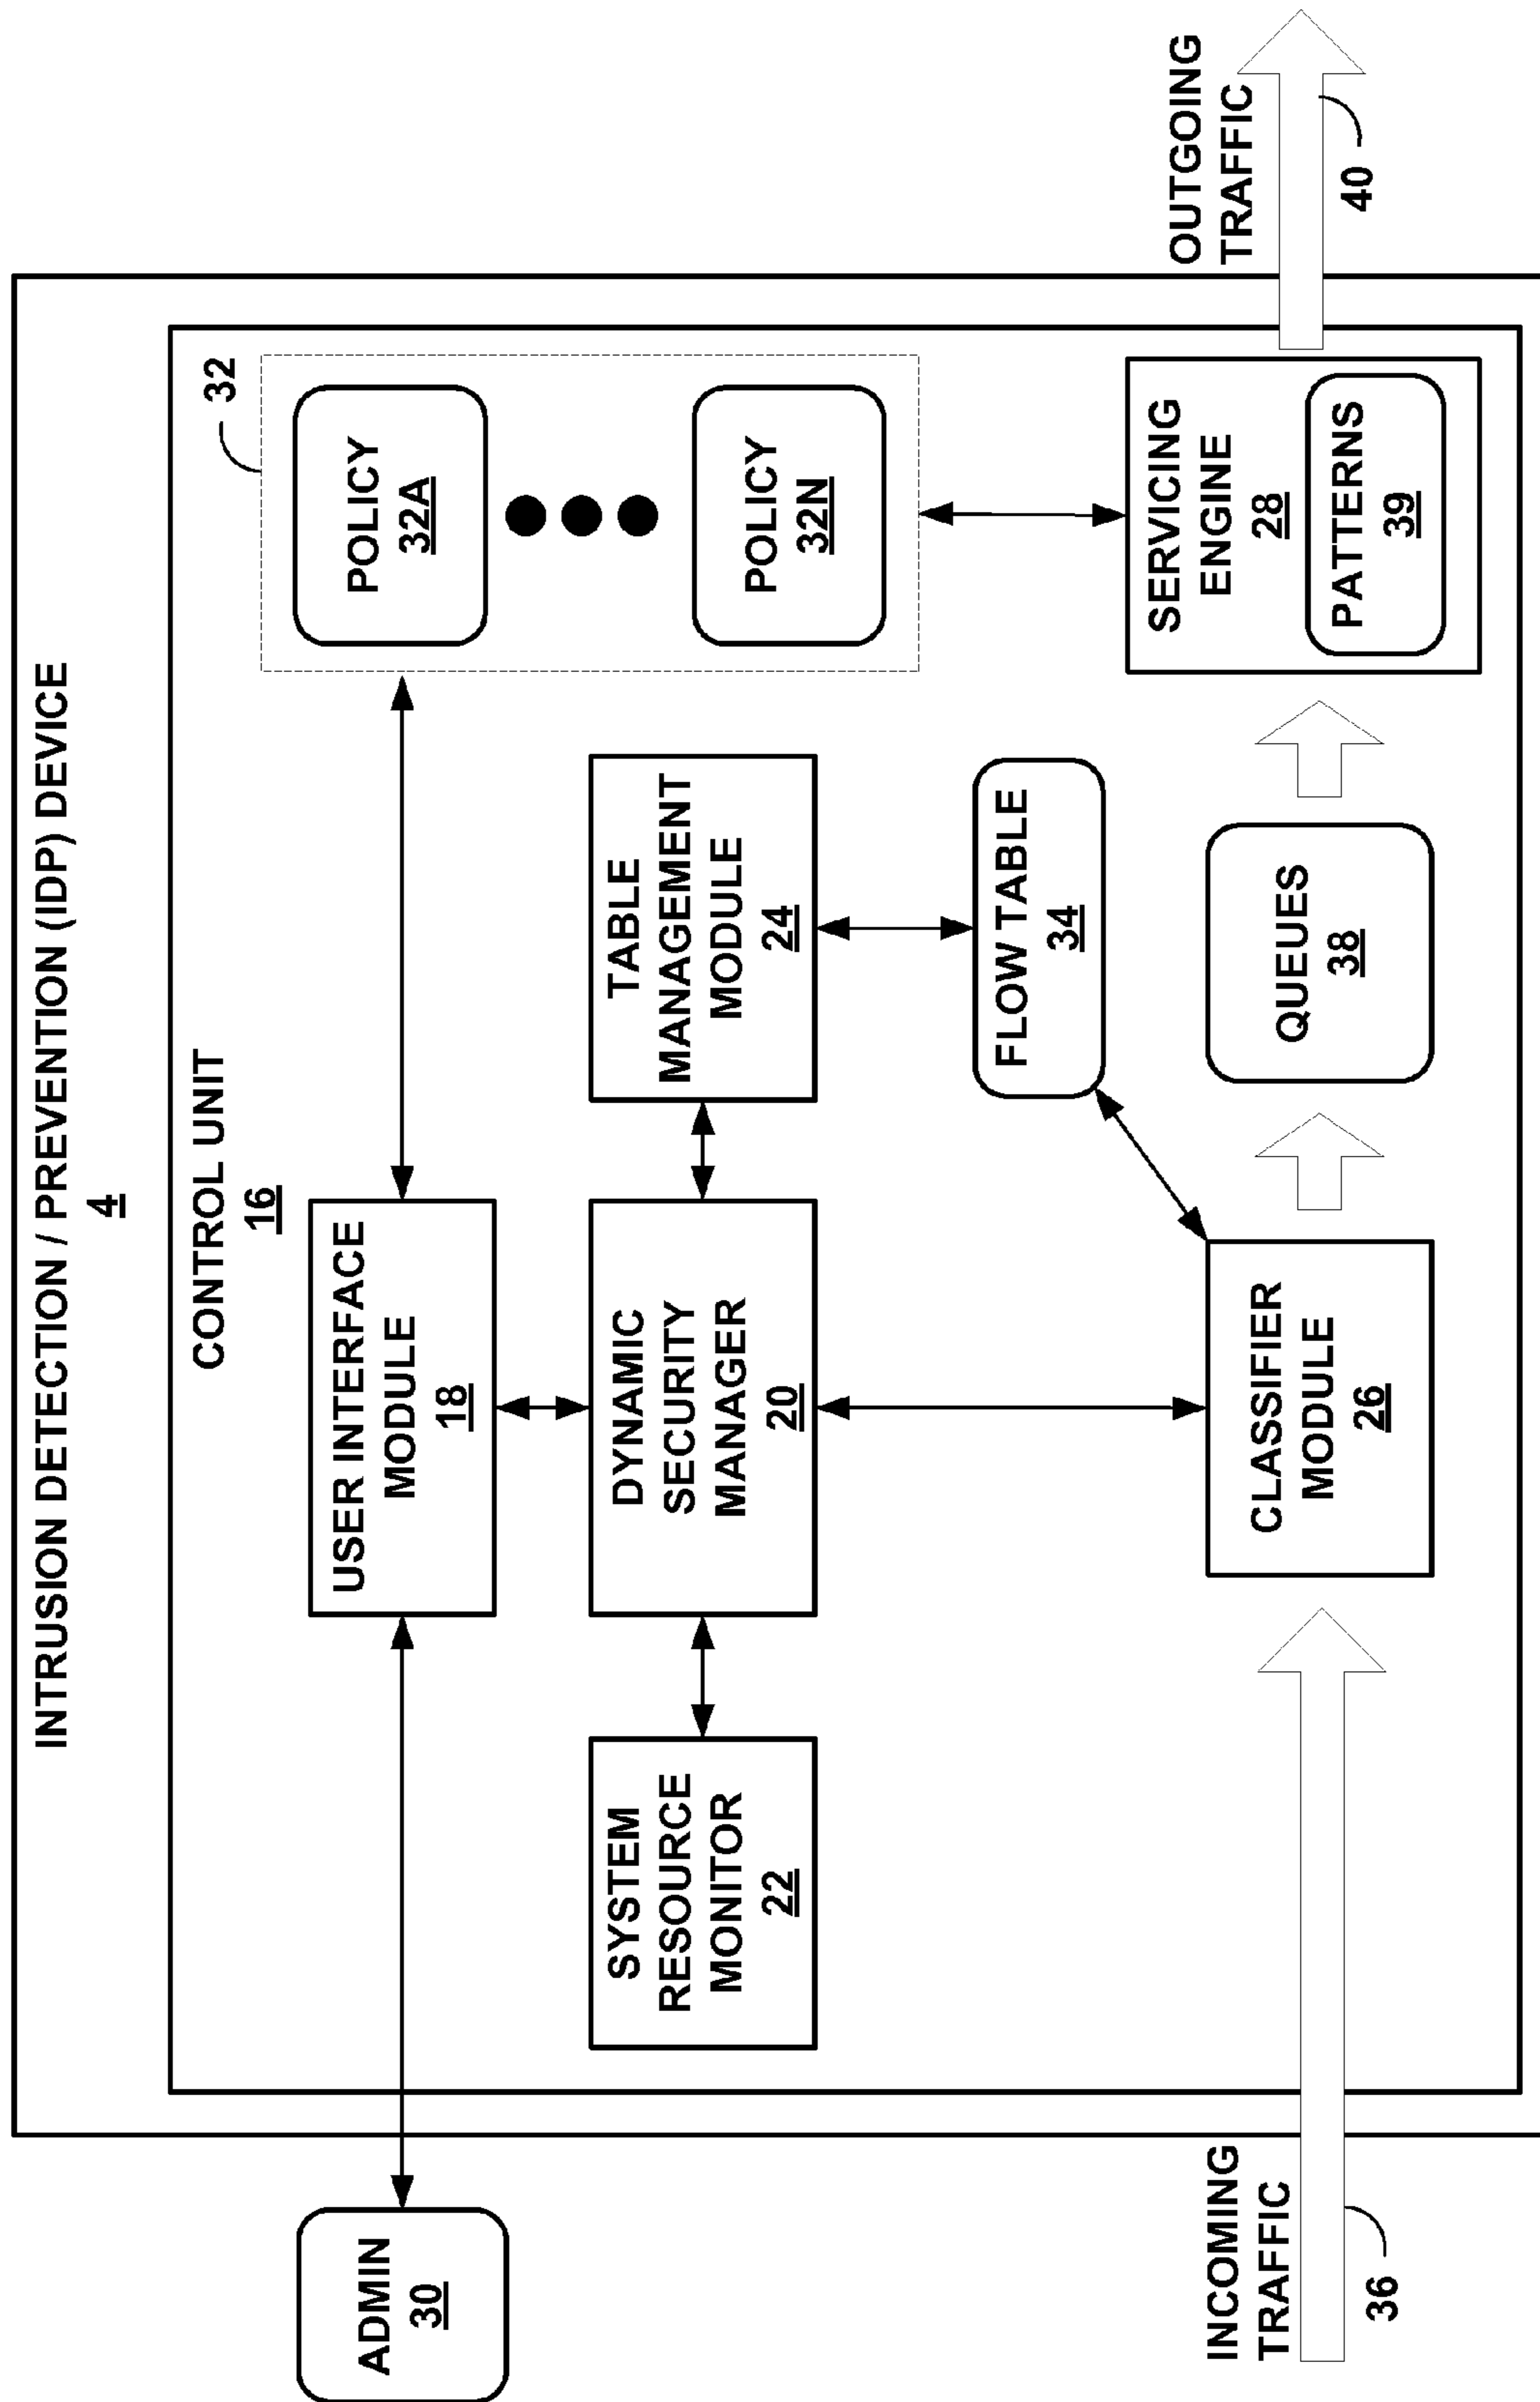 INTRUSION DETECTION / PREVENTION (IDP) DEVICE
4
CONTROL UNIT
16
ADMIN
30
USER INTERFACE
MODULE
18
32
POLICY
32A
POLICY
32N
SYSTEM
RESOURCE
MONITOR
22
DYNAMIC
SECURITY
MANAGER
20
TABLE
MANAGEMENT
MODULE
24
FLOW TABLE
34
INCOMING
TRAFFIC
36
CLASSIFIER
MODULE
26
QUEUES
38
SERVICING
ENGINE
28
PATTERNS
39
OUTGOING
TRAFFIC
40